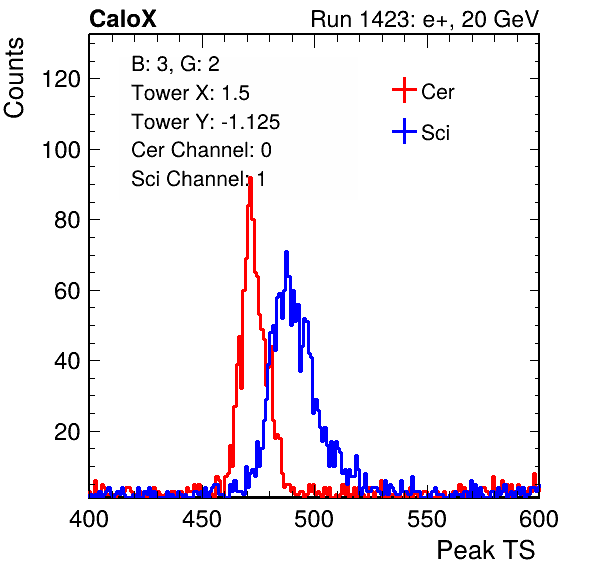 CaloX Run 1423: e+, 20 GeV
Counts
B: 3, G: 2
Tower X: 1.5
Tower Y: -1.125
Cer Channel: 0
Sci Channel: 1
Cer
Sci
120
100
80
60
40
20
400 450 500 550 600
Peak TS